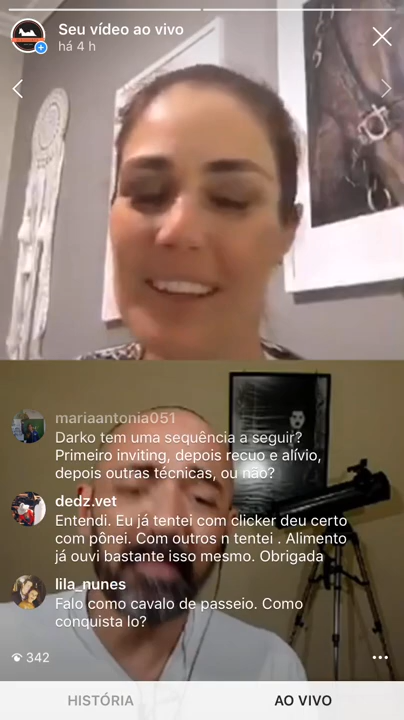 Seu vídeo ao vivo
há 4 h
mariaantonia051
Darko tem uma sequência a seguir?
Primeiro inviting, depois recuo e alívio,
depois outras técnicas, ou não?
dedz.vet
Entendi. Eu já tentei com clicker deu certo
com pônei. Com outros n tentei . Alimento
já ouvi bastante isso mesmo. Obrigada
lila_nunes
Falo como cavalo de passeio. Como
conquista lo?
342
HISTÓRIA
AO VIVO